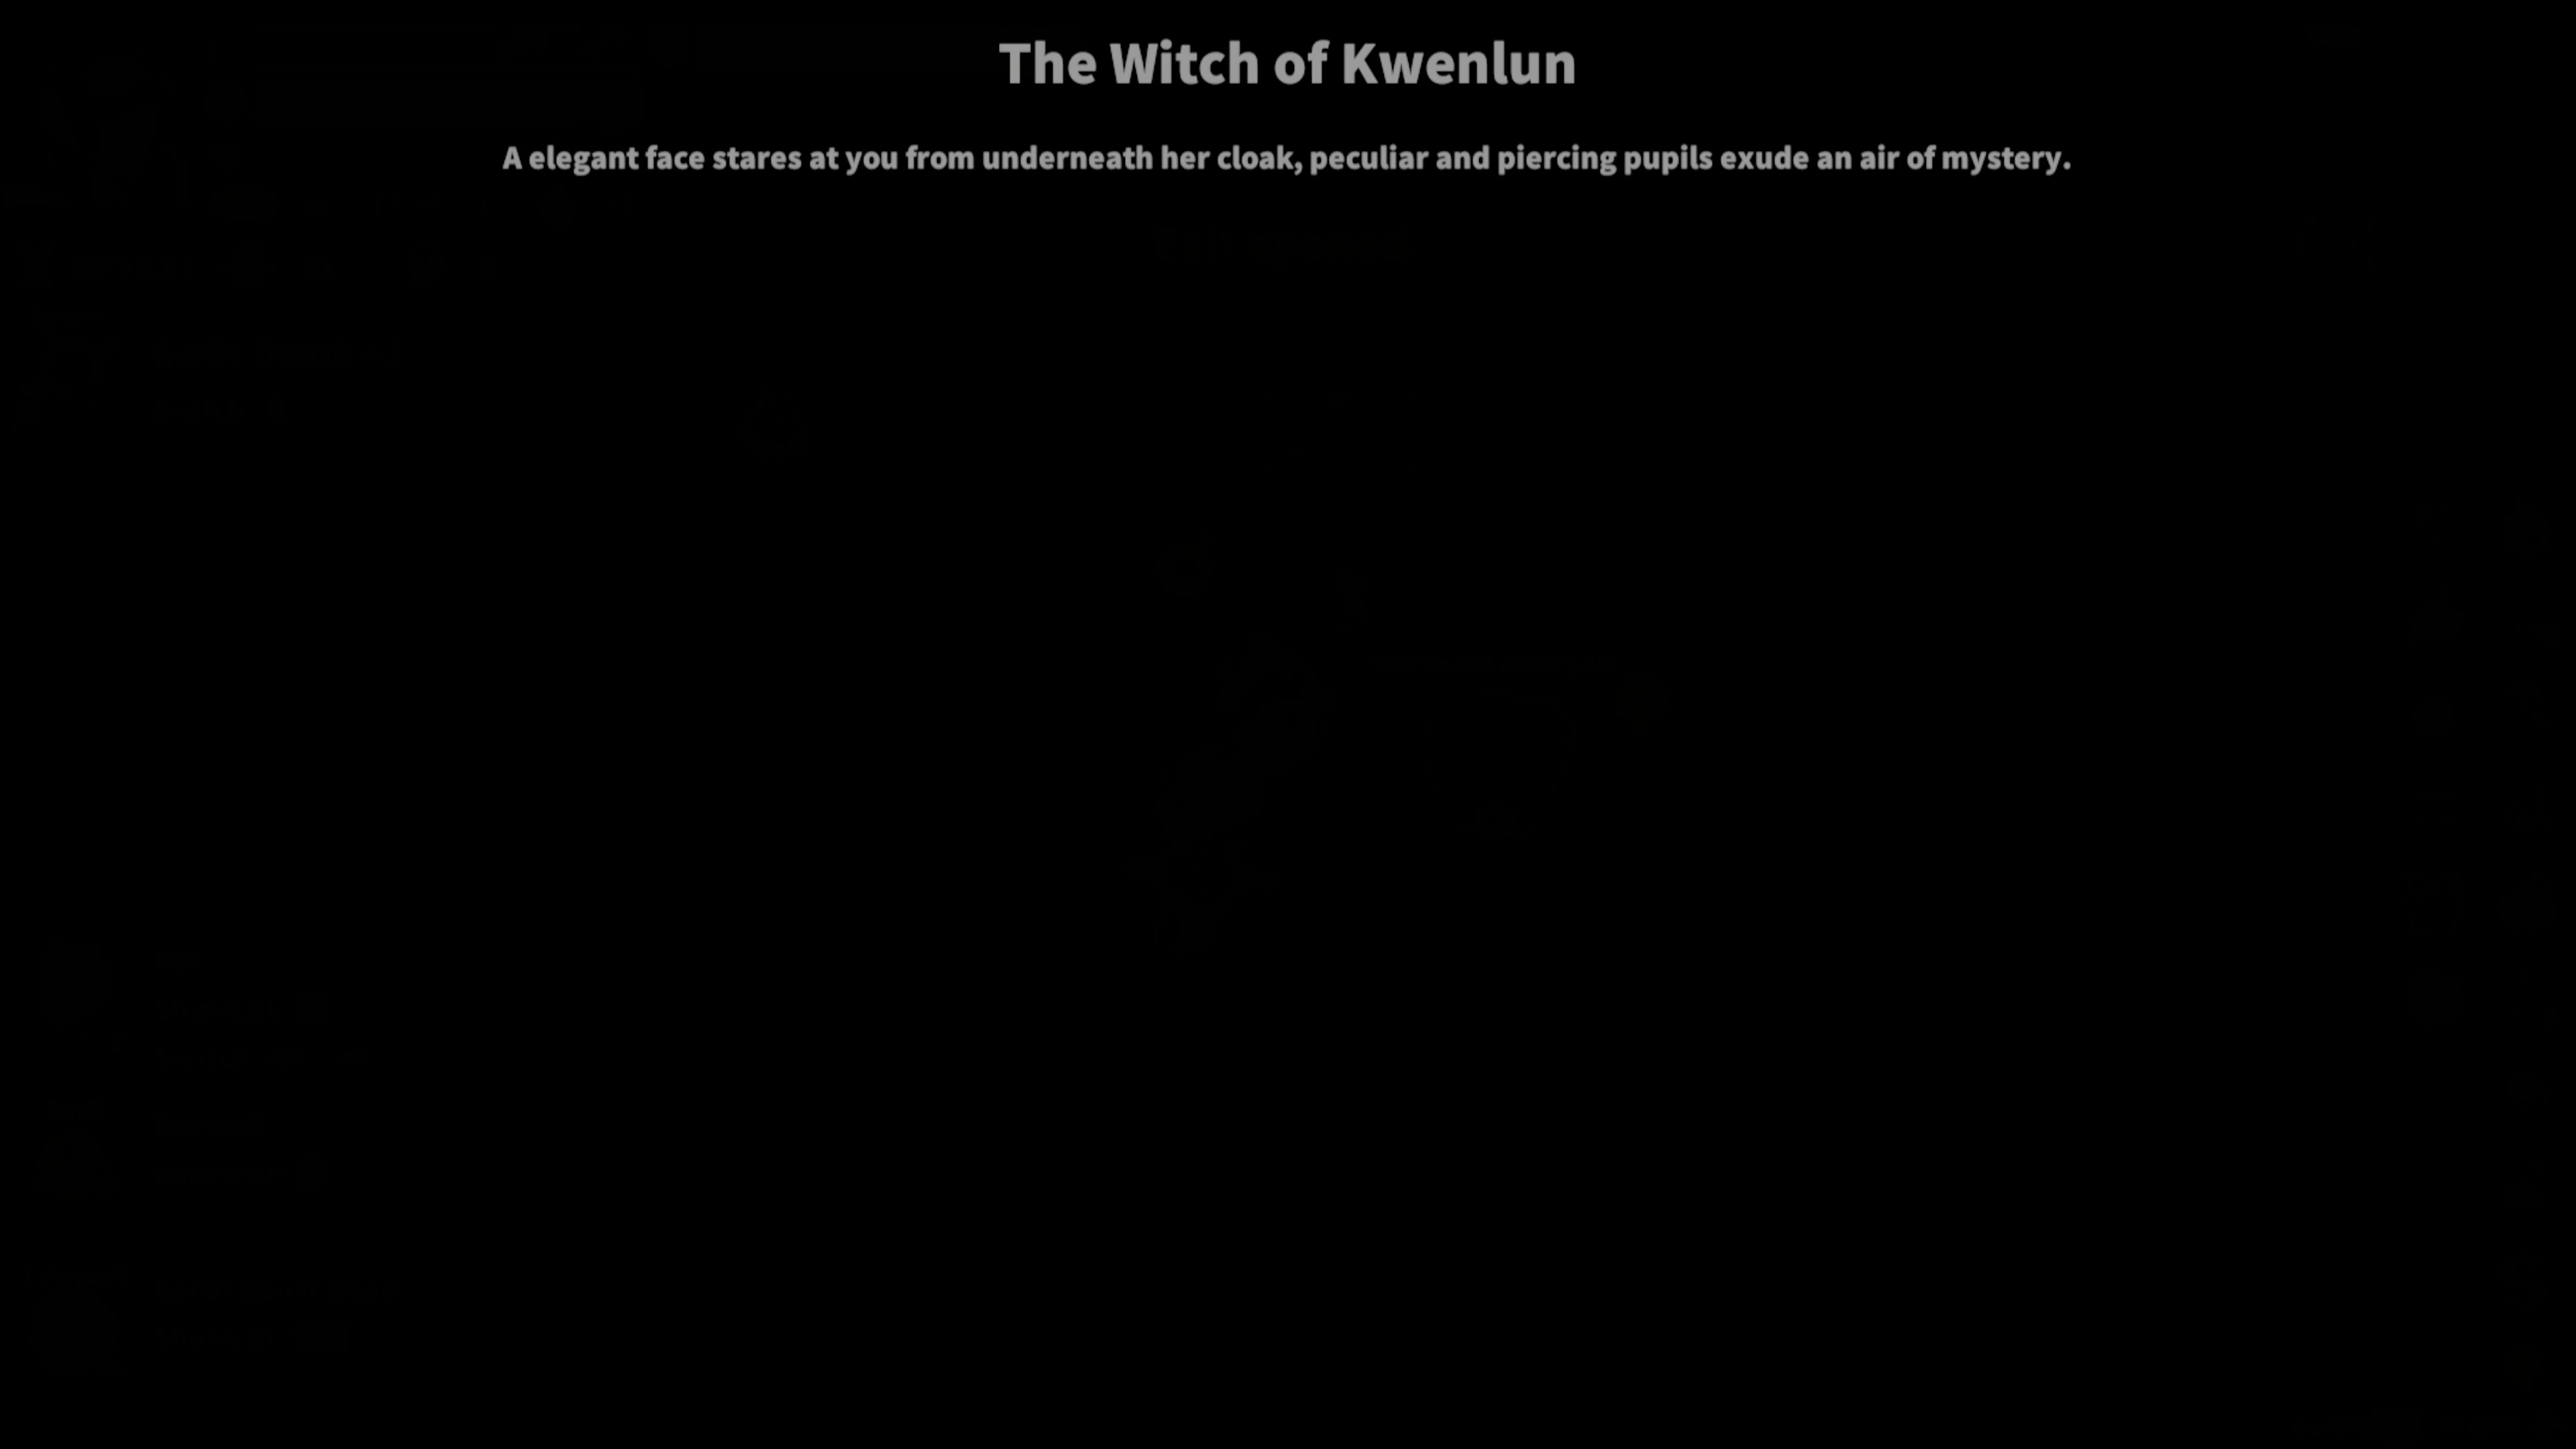 The Witch of Kwenlun
A elegant face stares at you from underneath her cloak, peculiar and piercing pupils exude an air of mystery.